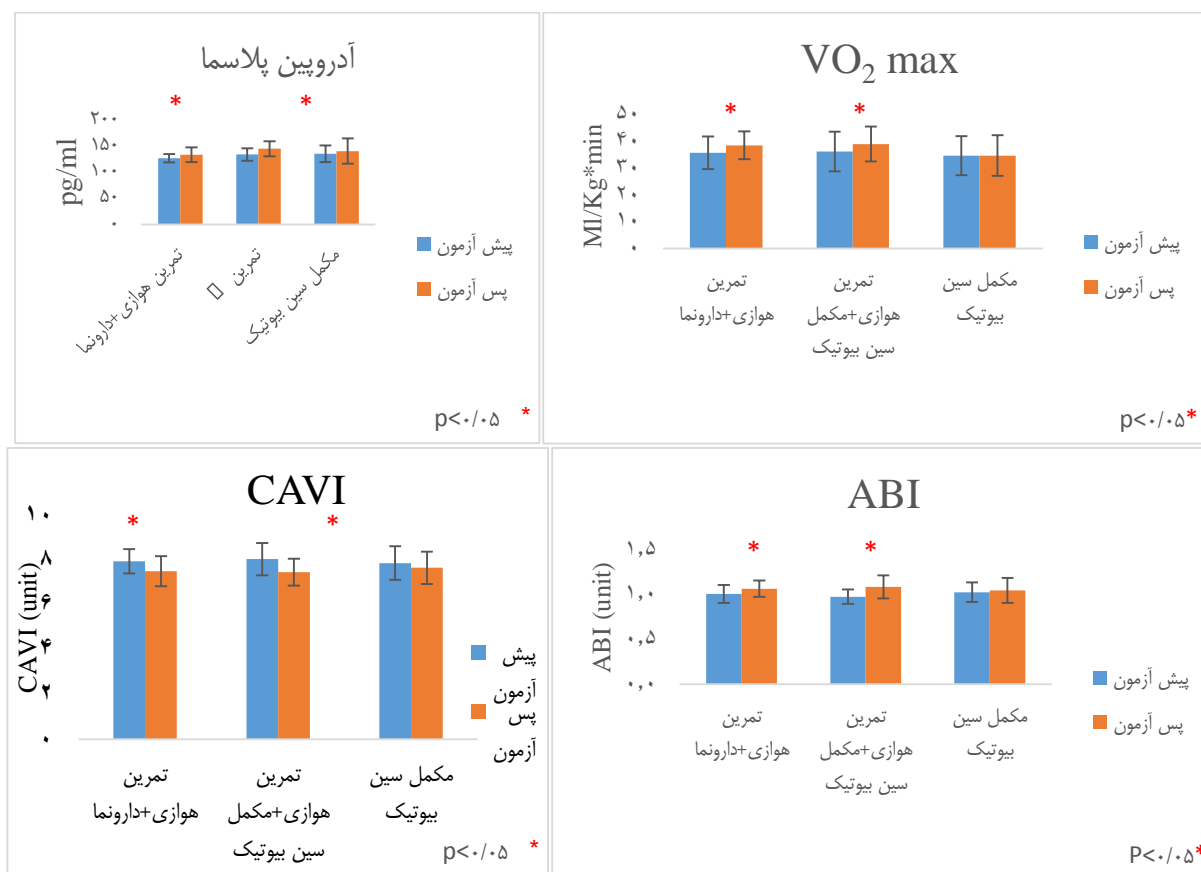 آدروپین پلاسما
*
*
pg/ml
۲۰۰
۱۵۰
۱۰۰
۵۰
۰
تمرین هوازی+دارونما
تمرین
مکمل سین بیوتیک
پیش آزمون
پس آزمون
p<۰/۰۵ *
VO₂ max
*
*
Ml/Kg*min
۵۰
۴۰
۳۰
۲۰
۱۰
۰
تمرین
هوازی+دارونما
تمرین
هوازی+مکمل
سین بیوتیک
مکمل سین
بیوتیک
پیش آزمون
پس آزمون
p<۰/۰۵*
CAVI
*
*
CAVI (unit)
۱۰
۸
۶
۴
۲
۰
تمرین
هوازی+دارونما
تمرین
هوازی+مکمل
سین بیوتیک
مکمل سین
بیوتیک
پیش
آزمون
پس
آزمون
p<۰/۰۵ *
ABI
*
*
ABI (unit)
۱,۵
۱,۰
۰,۵
۰,۰
تمرین
هوازی+دارونما
تمرین
هوازی+مکمل
سین بیوتیک
مکمل سین
بیوتیک
پیش آزمون
پس آزمون
P<۰/۰۵*